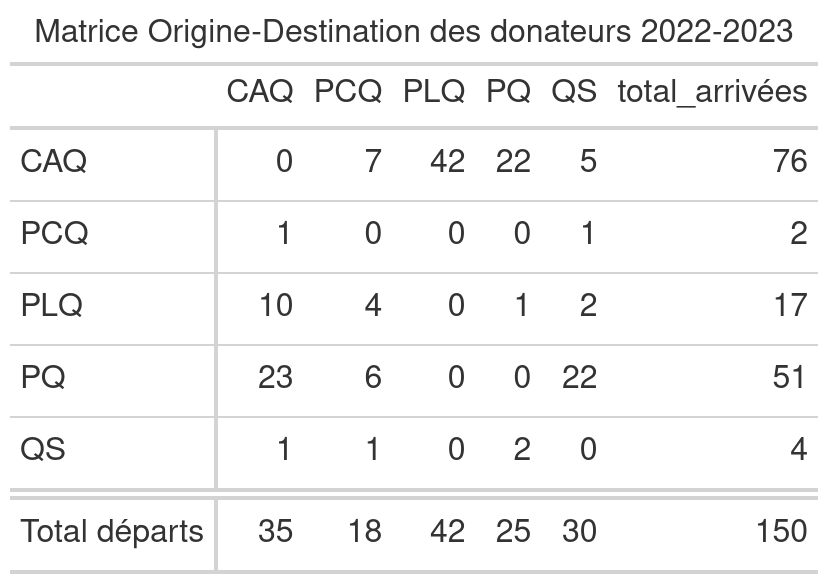 Matrice Origine-Destination des donateurs 2022-2023
CAQ PCQ PLQ PQ QS total_arrivées
CAQ 0 7 42 22 5 76
PCQ 1 0 0 0 1 2
PLQ 10 4 0 1 2 17
PQ 23 6 0 0 22 51
QS 1 1 0 2 0 4
Total départs 35 18 42 25 30 150